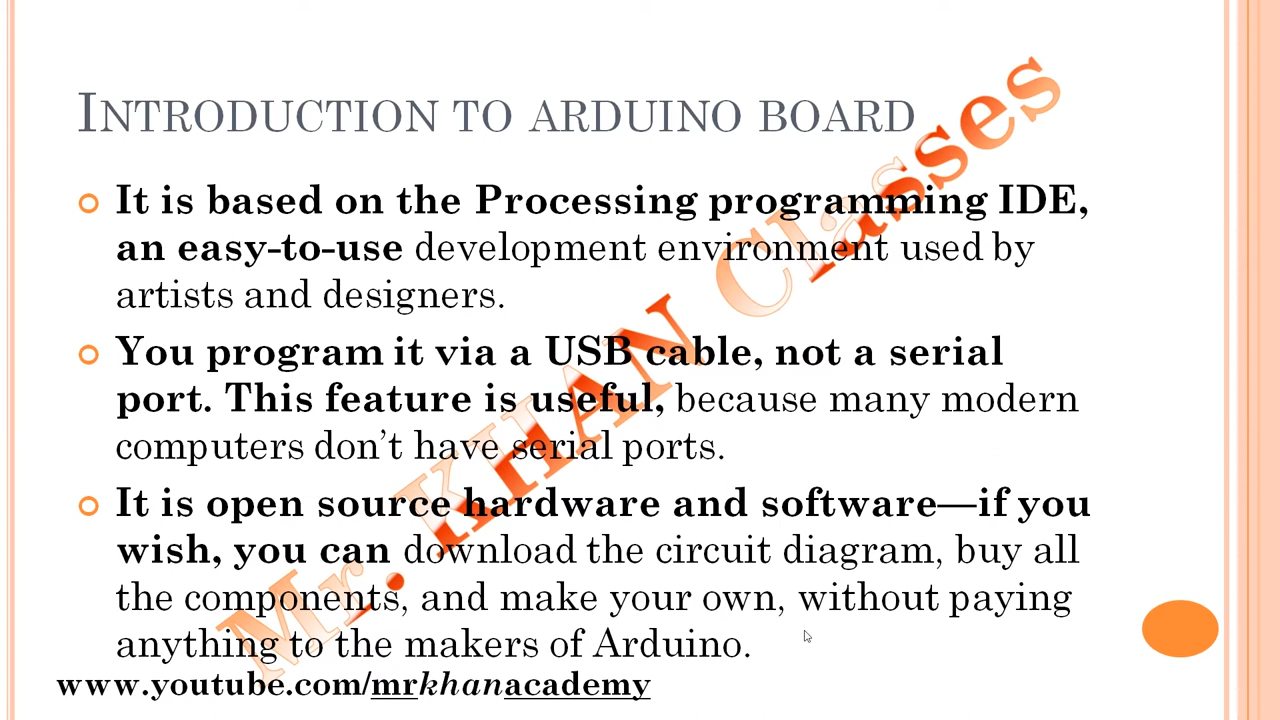 INTRODUCTION TO ARDUINO BOARD
It is based on the Processing programming IDE,
an easy-to-use development environment used by
artists and designers.
You program it via a USB cable, not a serial
port. This feature is useful, because many modern
computers don't have serial ports.
It is open source hardware and software—if you
wish, you can download the circuit diagram, buy all
the components, and make your own, without paying
anything to the makers of Arduino.
www.youtube.com/mrkhanacademy
Mr. KHAN Classes